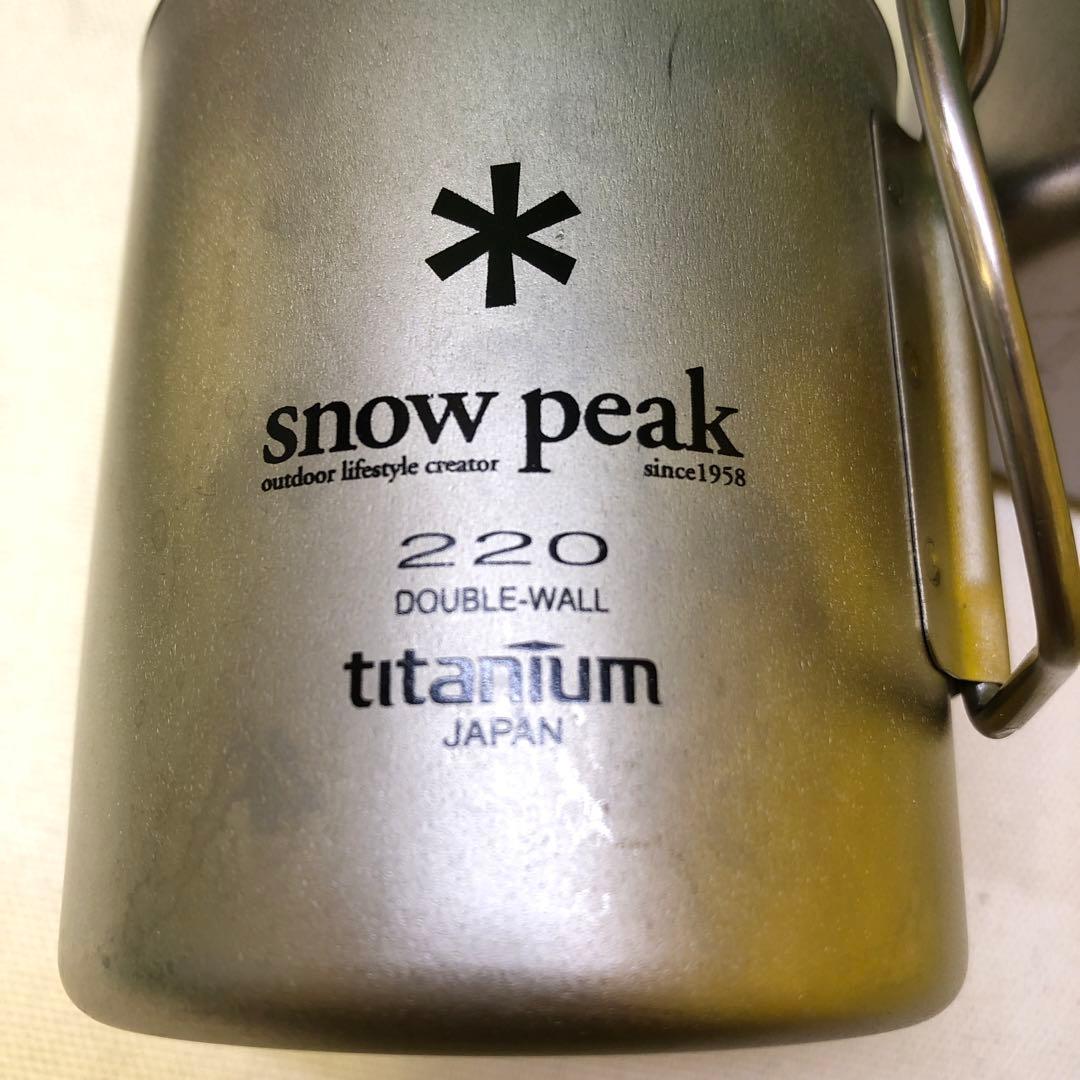 snow peak
outdoor lifestyle creator since1958
220
DOUBLE-WALL
titanium
JAPAN